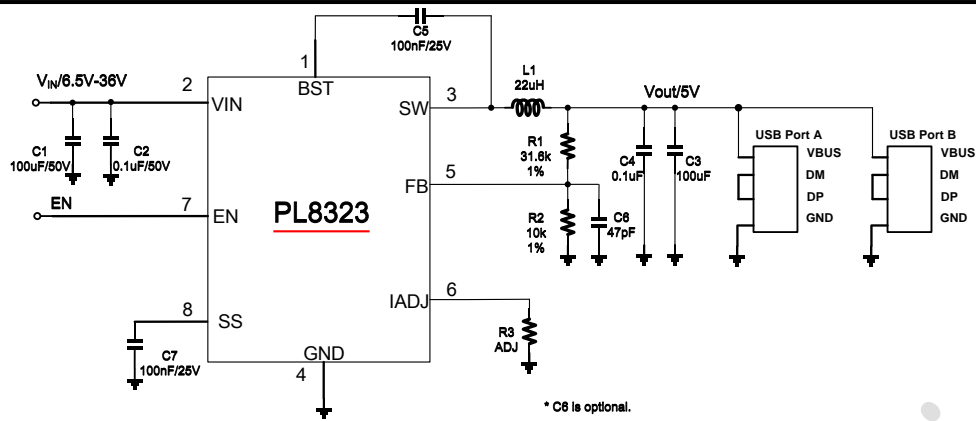 C5
100nF/25V
1
BST
VIN/6.5V-36V
2
VIN
C1
100uF/50V
C2
0.1uF/50V
SW
3
L1
22uH
Vout/5V
R1
31.6k
1%
C4
0.1uF
C3
100uF
USB Port A
VBUS
DM
DP
GND
USB Port B
VBUS
DM
DP
GND
FB
5
R2
10k
1%
C6
47pF
EN
7
EN
PL8323
IADJ
6
R3
ADJ
8
SS
C7
100nF/25V
GND
4
* C6 is optional.